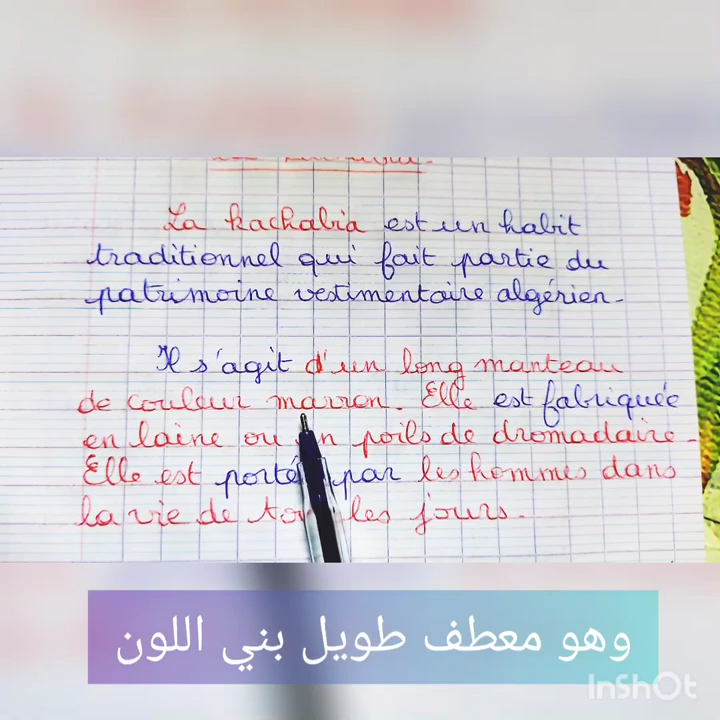 La kachabia est un habit
traditionnel qui fait partie du
patrimoine vestimentaire algérien.
Il s'agit d'un long manteau
de couleur marron. Elle est fabriquée
en laine ou en poils de dromadaire.
Elle est porté par les hommes dans
la vie de tous les jours.
وهو معطف طويل بني اللون
InShOt